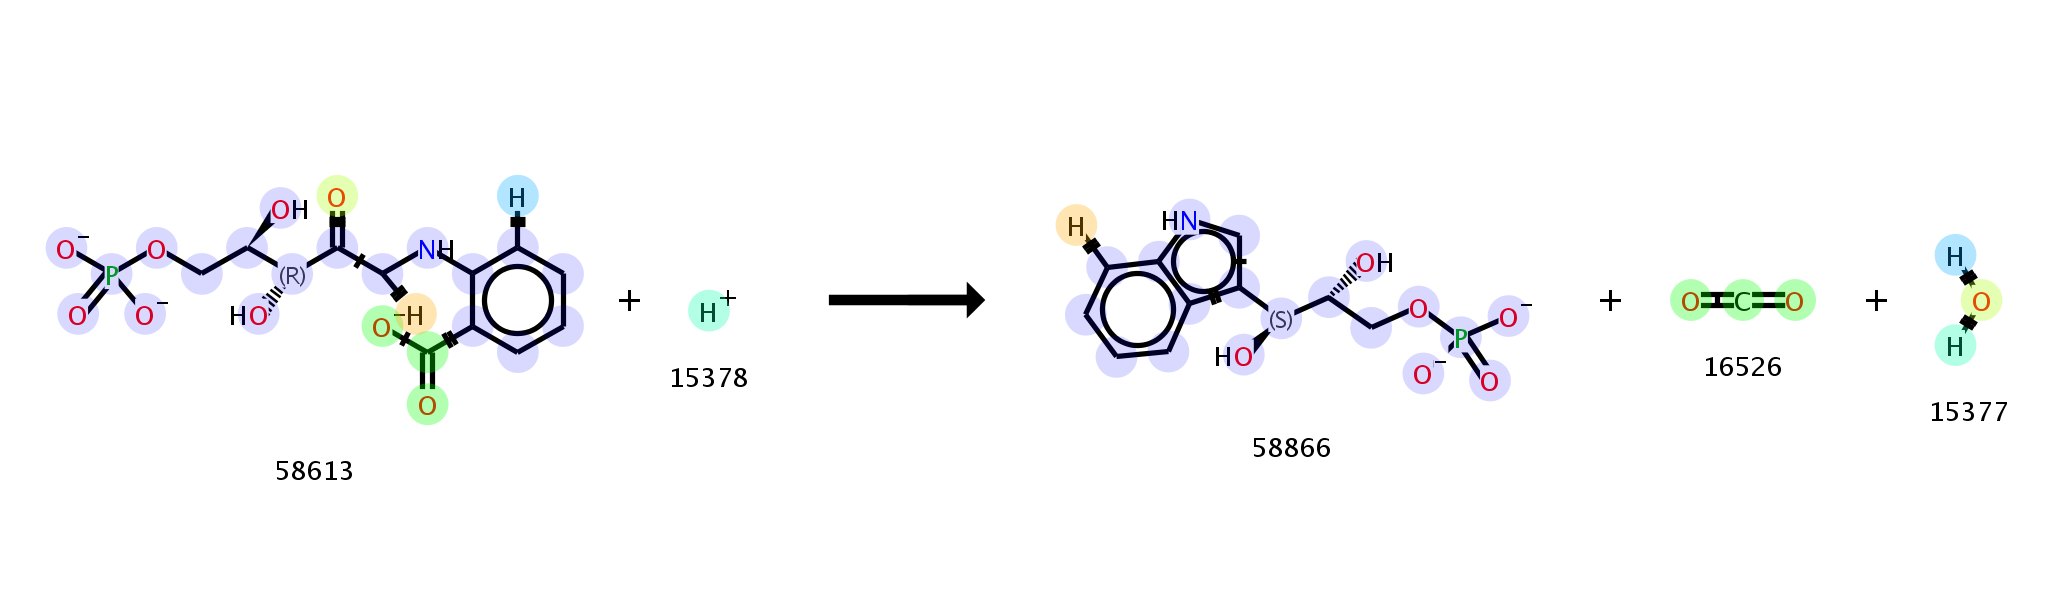 O⁻ P O O O⁻ OH (R) HO O NH H O⁻ H O
58613
+
H⁺
15378
H HN (S) OH HO O P O⁻ O⁻ O
58866
+
O C O
16526
+
H O H
15377